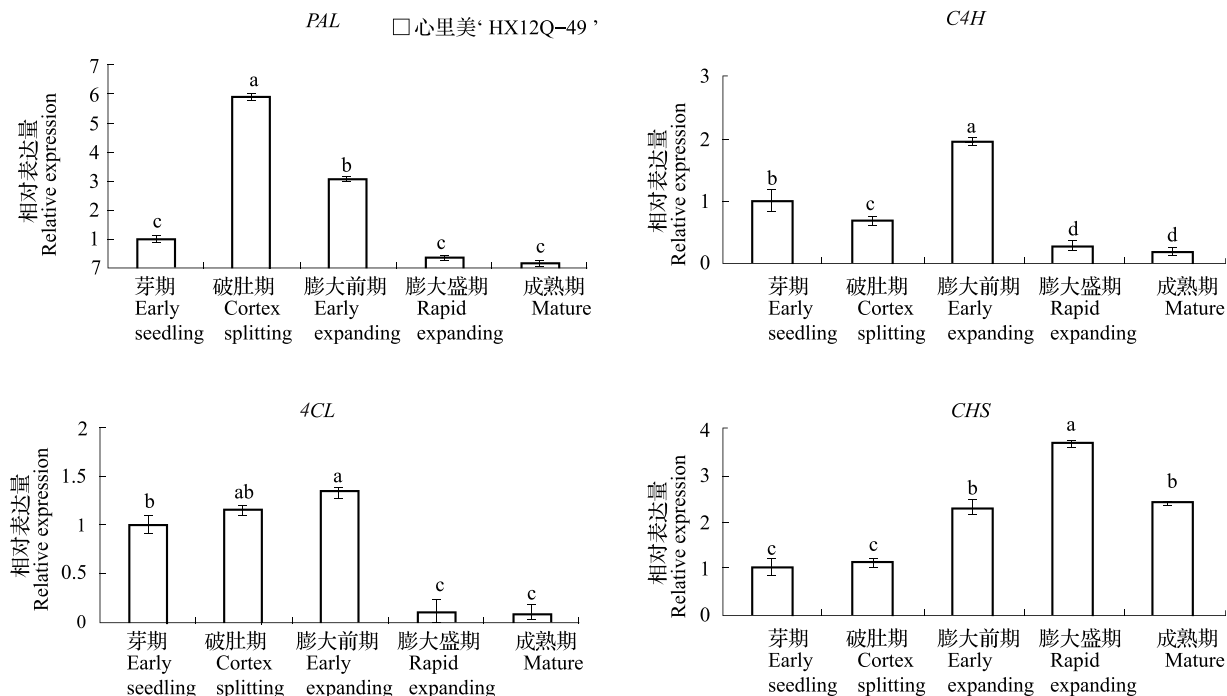 PAL
□心里美‘HX12Q−49’
7
6
5
4
3
2
1
7
相对表达量
Relative expression
c
a
b
c
c
芽期 破肚期 膨大前期 膨大盛期 成熟期
Early Cortex Early Rapid Mature
seedling splitting expanding expanding
C4H
3
2
1
0
相对表达量
Relative expression
b
c
a
d
d
芽期 破肚期 膨大前期 膨大盛期 成熟期
Early Cortex Early Rapid Mature
seedling splitting expanding expanding
4CL
2
1.5
1
0.5
0
相对表达量
Relative expression
b
ab
a
c
c
芽期 破肚期 膨大前期 膨大盛期 成熟期
Early Cortex Early Rapid Mature
seedling splitting expanding expanding
CHS
4
3
2
1
0
相对表达量
Relative expression
c
c
b
a
b
芽期 破肚期 膨大前期 膨大盛期 成熟期
Early Cortex Early Rapid Mature
seedling splitting expanding expanding